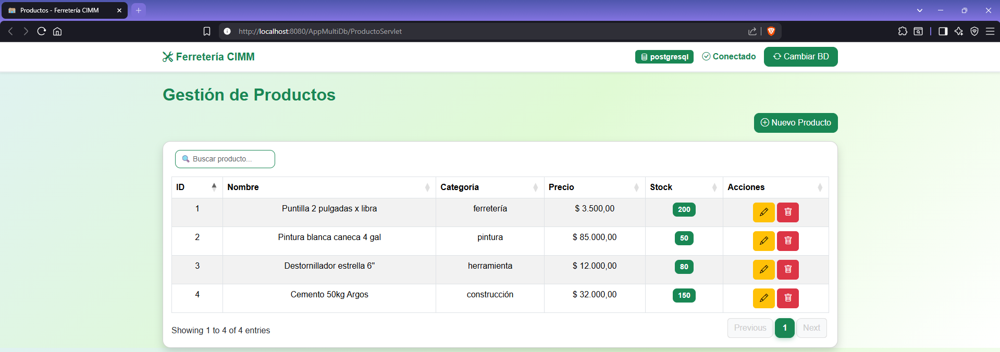 Productos - Ferretería CIMM
http://localhost:8080/AppMultiDb/ProductoServlet
Ferretería CIMM
postgresql
Conectado
Cambiar BD
Gestión de Productos
Nuevo Producto
Buscar producto...
ID Nombre Categoría Precio Stock Acciones
1 Puntilla 2 pulgadas x libra ferretería $ 3.500,00 200
2 Pintura blanca caneca 4 gal pintura $ 85.000,00 50
3 Destornillador estrella 6" herramienta $ 12.000,00 80
4 Cemento 50kg Argos construcción $ 32.000,00 150
Showing 1 to 4 of 4 entries
Previous 1 Next